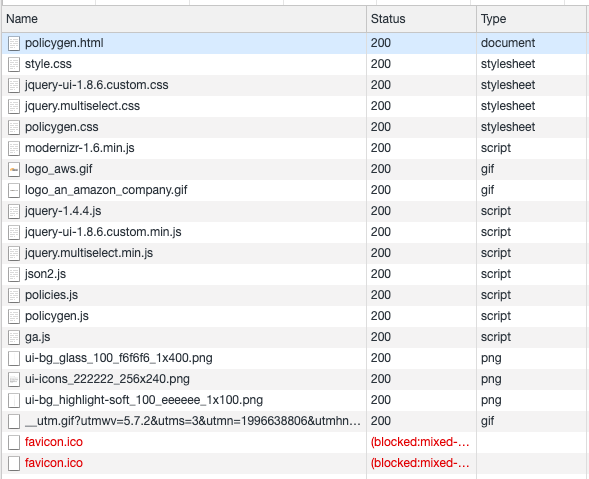 Name Status Type
policygen.html 200 document
style.css 200 stylesheet
jquery-ui-1.8.6.custom.css 200 stylesheet
jquery.multiselect.css 200 stylesheet
policygen.css 200 stylesheet
modernizr-1.6.min.js 200 script
logo_aws.gif 200 gif
logo_an_amazon_company.gif 200 gif
jquery-1.4.4.js 200 script
jquery-ui-1.8.6.custom.min.js 200 script
jquery.multiselect.min.js 200 script
json2.js 200 script
policies.js 200 script
policygen.js 200 script
ga.js 200 script
ui-bg_glass_100_f6f6f6_1x400.png 200 png
ui-icons_222222_256x240.png 200 png
ui-bg_highlight-soft_100_eeeeee_1x100.png 200 png
__utm.gif?utmwv=5.7.2&utms=3&utmn=1996638806&utmhn... 200 gif
favicon.ico (blocked:mixed-...
favicon.ico (blocked:mixed-...